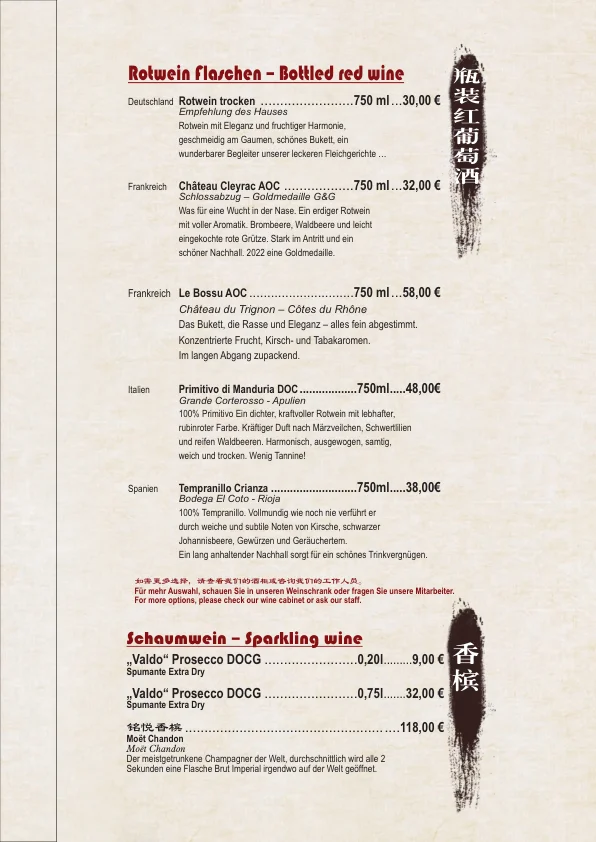 Rotwein Flaschen – Bottled red wine
瓶装红葡萄酒
Deutschland Rotwein trocken ........................750 ml...30,00 €
Empfehlung des Hauses
Rotwein mit Eleganz und fruchtiger Harmonie,
geschmeidig am Gaumen, schönes Bukett, ein
wunderbarer Begleiter unserer leckeren Fleichgerichte ...
Frankreich Château Cleyrac AOC ..................750 ml...32,00 €
Schlossabzug – Goldmedaille G&G
Was für eine Wucht in der Nase. Ein erdiger Rotwein
mit voller Aromatik. Brombeere, Waldbeere und leicht
eingekochte rote Grütze. Stark im Antritt und ein
schöner Nachhall. 2022 eine Goldmedaille.
Frankreich Le Bossu AOC ...........................750 ml...58,00 €
Château du Trignon – Côtes du Rhône
Das Bukett, die Rasse und Eleganz – alles fein abgestimmt.
Konzentrierte Frucht, Kirsch- und Tabakaromen.
Im langen Abgang zupackend.
Italien Primitivo di Manduria DOC ..................750ml.....48,00€
Grande Corterosso - Apulien
100% Primitivo Ein dichter, kraftvoller Rotwein mit lebhafter,
rubinroter Farbe. Kräftiger Duft nach Märzveilchen, Schwertlilien
und reifen Waldbeeren. Harmonisch, ausgewogen, samtig,
weich und trocken. Wenig Tannine!
Spanien Tempranillo Crianza ...........................750ml.....38,00€
Bodega El Coto - Rioja
100% Tempranillo. Vollmundig wie noch nie verführt er
durch weiche und subtile Noten von Kirsche, schwarzer
Johannisbeere, Gewürzen und Geräuchertem.
Ein lang anhaltender Nachhall sorgt für ein schönes Trinkvergnügen.
如需更多选择，请查看我们的酒柜或咨询我们的工作人员。
Für mehr Auswahl, schauen Sie in unseren Weinschrank oder fragen Sie unsere Mitarbeiter.
For more options, please check our wine cabinet or ask our staff.
Schaumwein – Sparkling wine
香槟
„Valdo“ Prosecco DOCG ........................0,20l.........9,00 €
Spumante Extra Dry
„Valdo“ Prosecco DOCG ........................0,75l.......32,00 €
Spumante Extra Dry
铭悦香槟 ......................................................118,00 €
Moët Chandon
Moët Chandon
Der meistgetrunkene Champagner der Welt, durchschnittlich wird alle 2
Sekunden eine Flasche Brut Imperial irgendwo auf der Welt geöffnet.